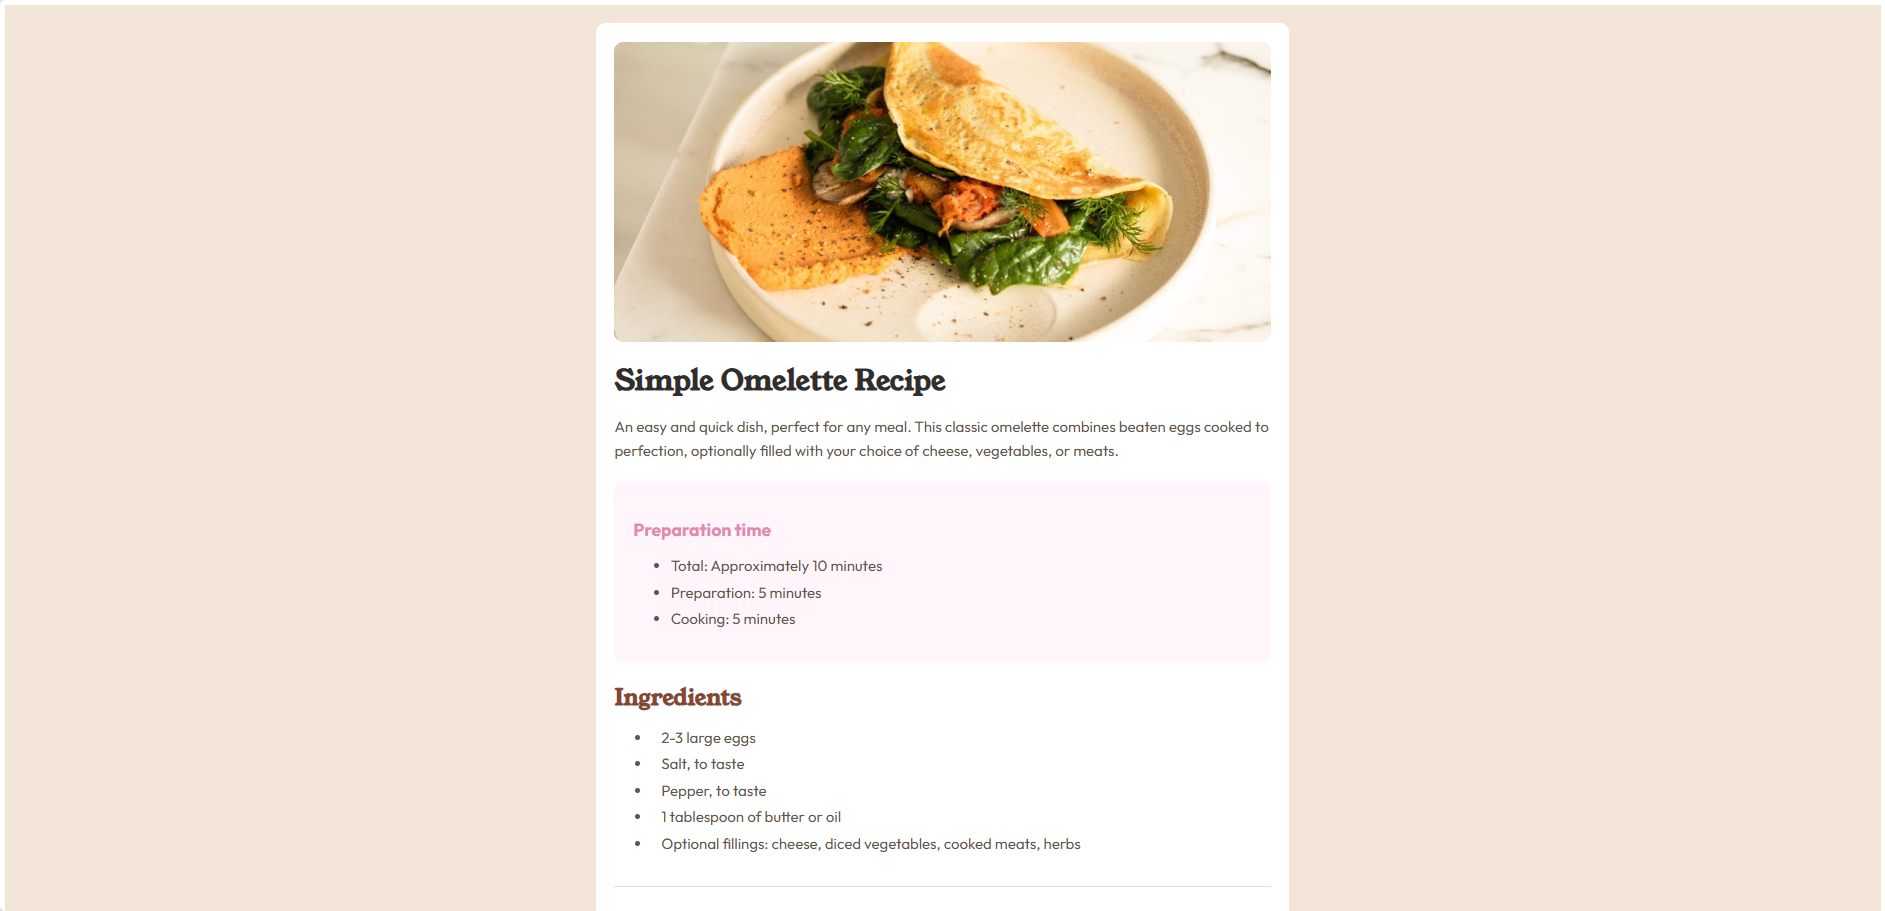 Simple Omelette Recipe
An easy and quick dish, perfect for any meal. This classic omelette combines beaten eggs cooked to
perfection, optionally filled with your choice of cheese, vegetables, or meats.
Preparation time
• Total: Approximately 10 minutes
• Preparation: 5 minutes
• Cooking: 5 minutes
Ingredients
• 2-3 large eggs
• Salt, to taste
• Pepper, to taste
• 1 tablespoon of butter or oil
• Optional fillings: cheese, diced vegetables, cooked meats, herbs